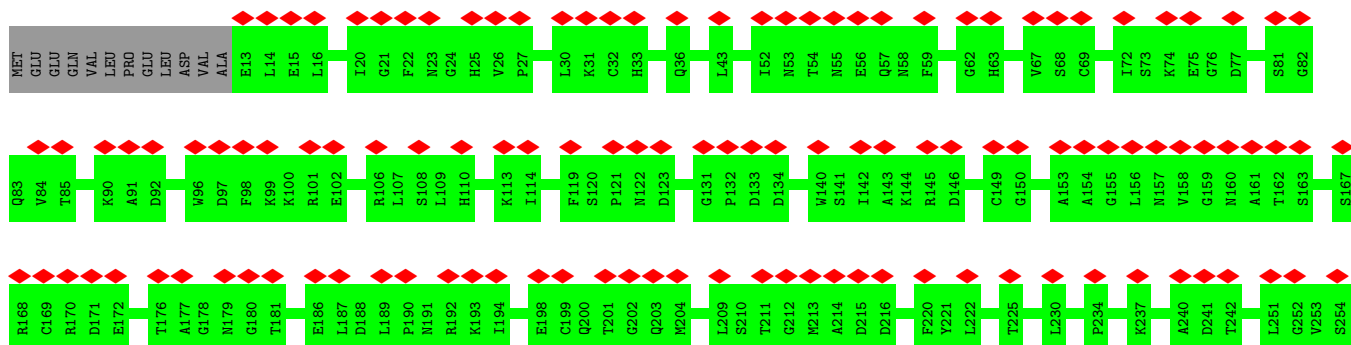 MET GLU GLU GLN VAL LEU PRO GLU LEU ASP VAL ALA E13 L14 E15 L16 I20 G21 F22 N23 G24 H25 V26 P27 L30 K31 C32 H33 Q36 L43 I52 N53 T54 N55 E56 Q57 N58 F59 G62 H63 V67 S68 C69 I72 S73 K74 E75 G76 D77 S81 G82
Q83 V84 T85 K90 A91 D92 W96 D97 F98 K99 K100 R101 E102 R106 L107 S108 L109 H110 K113 I114 F119 S120 P121 N122 D123 G131 P132 D133 D134 W140 S141 I142 A143 K144 R145 D146 C149 G150 A153 A154 G155 L156 N157 V158 G159 N160 A161 T162 S163 S167
R168 C169 R170 D171 E172 T176 A177 G178 N179 G180 T181 E186 L187 D188 L189 P190 N191 R192 K193 I194 E198 C199 Q200 T201 G202 Q203 M204 L209 S210 T211 G212 M213 A214 D215 D216 F220 Y221 L222 T225 L230 P234 K237 A240 D241 T242 L251 G252 V253 S254